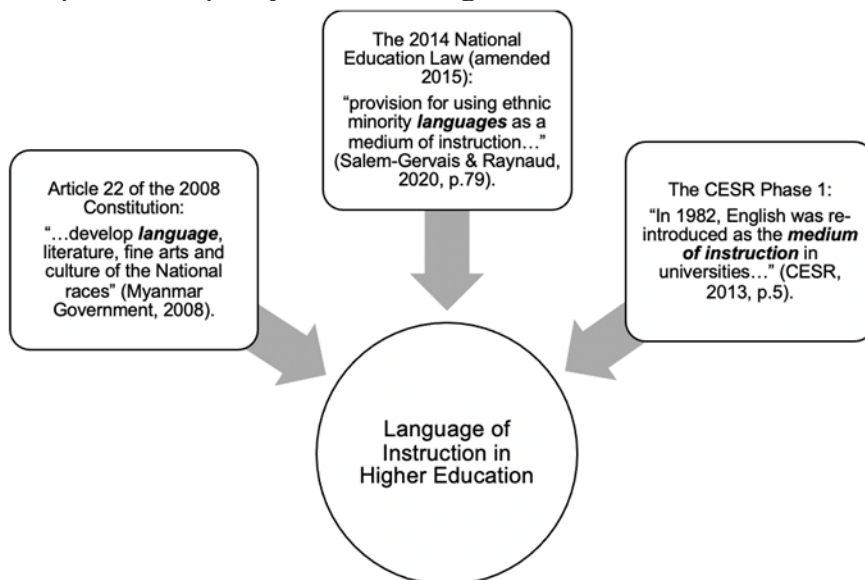 Article 22 of the 2008
Constitution:
“…develop language,
literature, fine arts and
culture of the National
races” (Myanmar
Government, 2008).
The 2014 National
Education Law (amended
2015):
“provision for using ethnic
minority languages as a
medium of instruction…”
(Salem-Gervais & Raynaud,
2020, p.79).
The CESR Phase 1:
“In 1982, English was re-
introduced as the medium
of instruction in
universities…” (CESR,
2013, p.5).
Language of
Instruction in
Higher Education